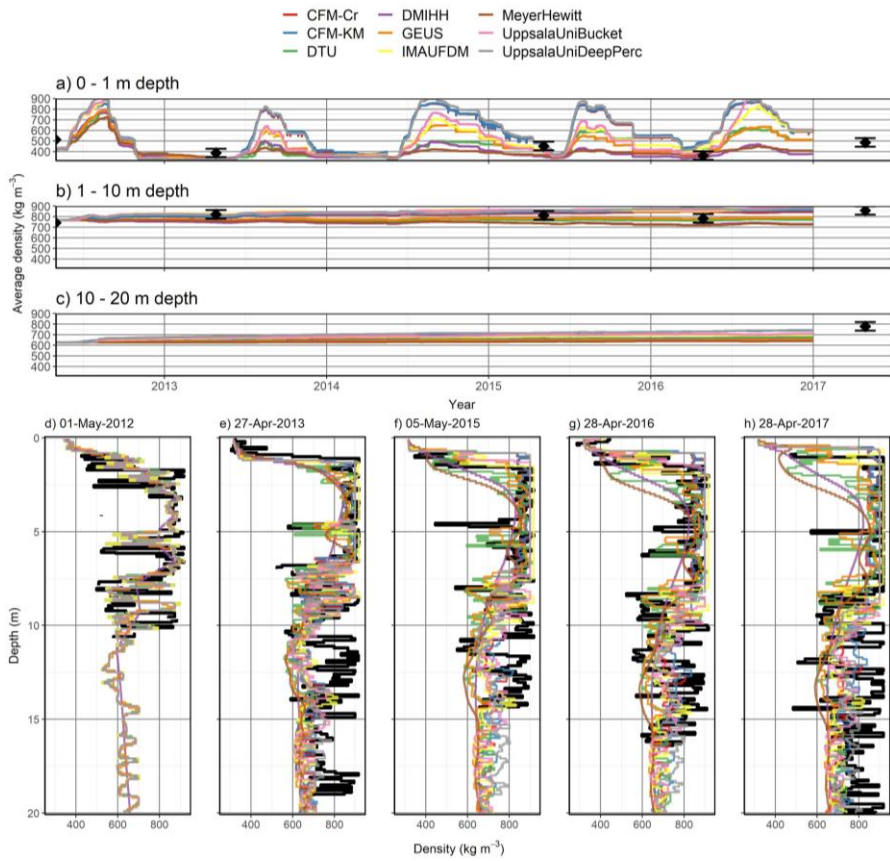 CFM-Cr DMIHH MeyerHewitt
CFM-KM GEUS UppsalaUniBucket
DTU IMAUFDM UppsalaUniDeepPerc
a) 0 - 1 m depth
900
800
700
600
500
400
b) 1 - 10 m depth
900
800
700
600
500
400
Average density (kg m⁻³)
c) 10 - 20 m depth
900
800
700
600
500
400
2013 2014 2015 2016 2017
Year
d) 01-May-2012 e) 27-Apr-2013 f) 05-May-2015 g) 28-Apr-2016 h) 28-Apr-2017
0
5
10
15
20
Depth (m)
400 600 800 400 600 800 400 600 800 400 600 800 400 600 800
Density (kg m⁻³)